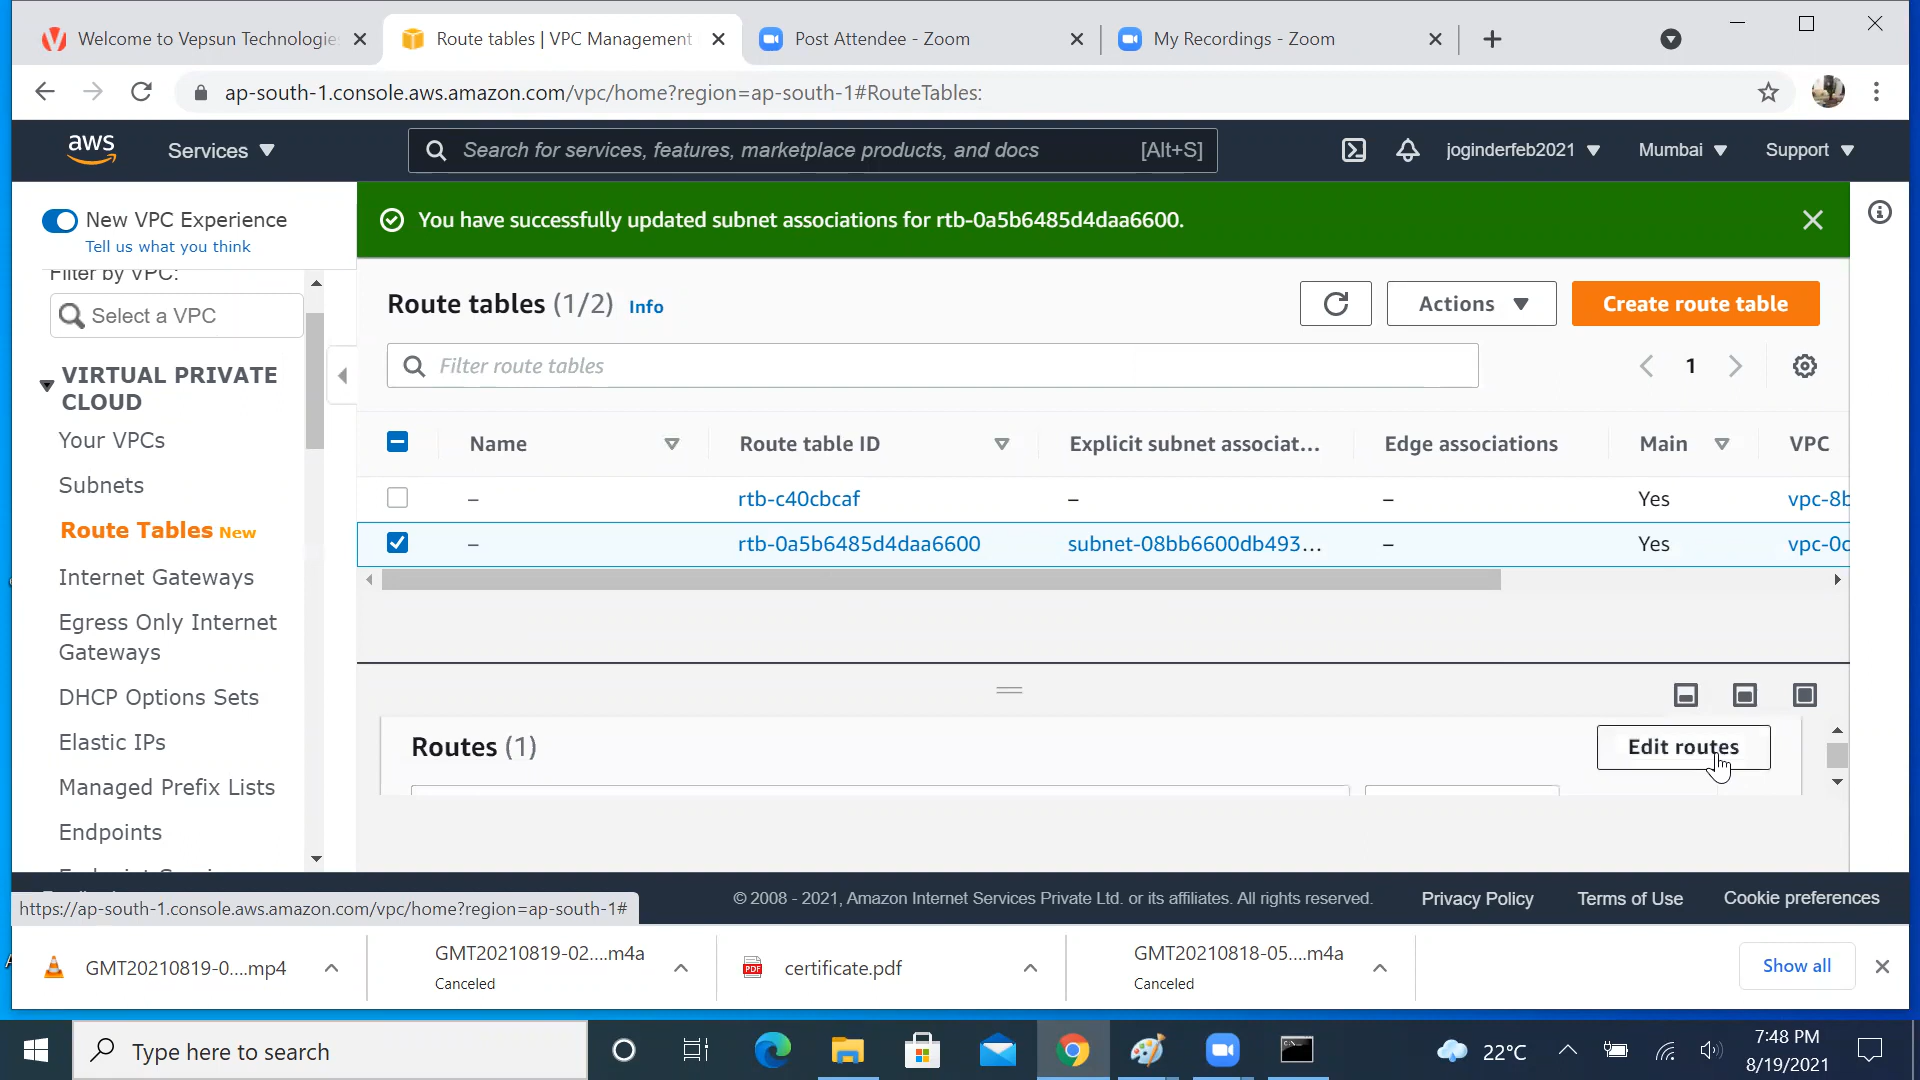 Welcome to Vepsun Technologie
Route tables | VPC Management
Post Attendee - Zoom
My Recordings - Zoom
ap-south-1.console.aws.amazon.com/vpc/home?region=ap-south-1#RouteTables:
aws
Services
Search for services, features, marketplace products, and docs
[Alt+S]
joginderfeb2021
Mumbai
Support
New VPC Experience
Tell us what you think
Filter by VPC:
Select a VPC
VIRTUAL PRIVATE
CLOUD
Your VPCs
Subnets
Route Tables New
Internet Gateways
Egress Only Internet
Gateways
DHCP Options Sets
Elastic IPs
Managed Prefix Lists
Endpoints
You have successfully updated subnet associations for rtb-0a5b6485d4daa6600.
Route tables (1/2) Info
Actions
Create route table
Filter route tables
1
Name Route table ID Explicit subnet associat... Edge associations Main VPC
– rtb-c40cbcaf – – Yes vpc-8b
– rtb-0a5b6485d4daa6600 subnet-08bb6600db493... – Yes vpc-0c
Routes (1)
Edit routes
https://ap-south-1.console.aws.amazon.com/vpc/home?region=ap-south-1#
© 2008 - 2021, Amazon Internet Services Private Ltd. or its affiliates. All rights reserved.
Privacy Policy
Terms of Use
Cookie preferences
GMT20210819-0....mp4
GMT20210819-02....m4a
Canceled
PDF
certificate.pdf
GMT20210818-05....m4a
Canceled
Show all
Type here to search
22°C
7:48 PM
8/19/2021